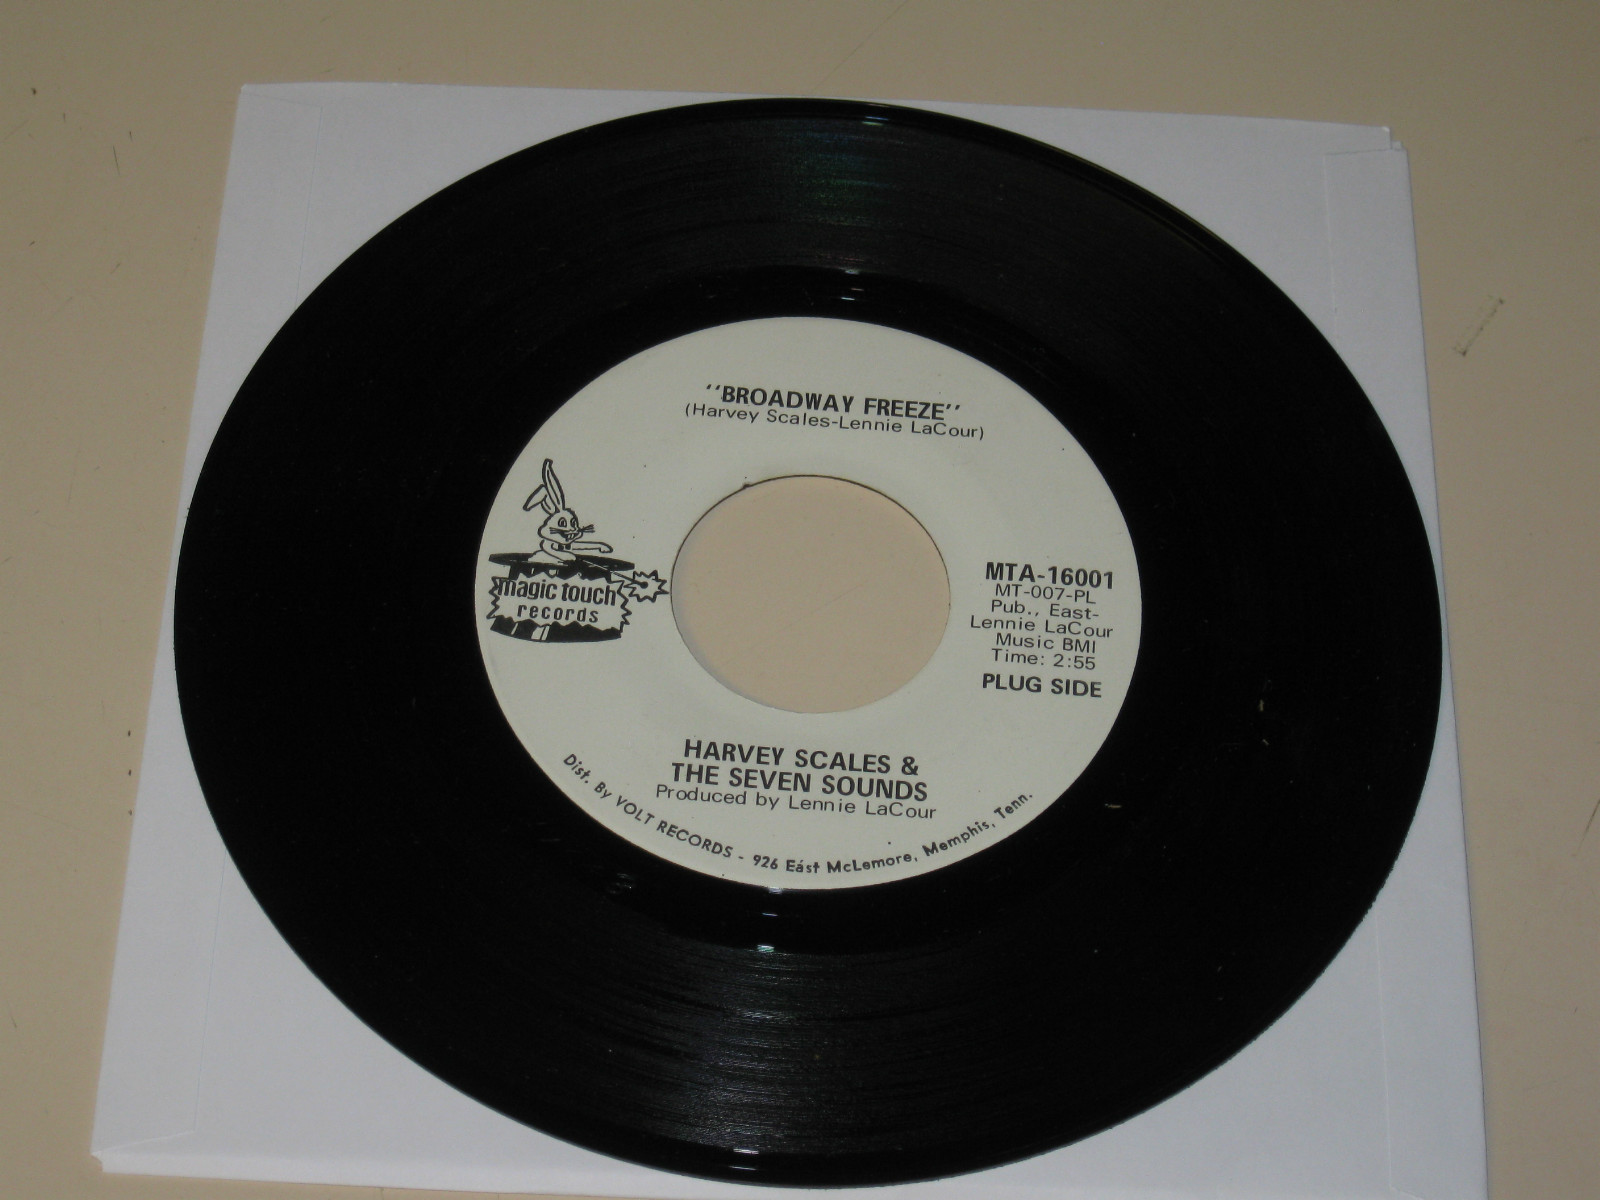 "BROADWAY FREEZE"
(Harvey Scales-Lennie LaCour)
magic touch
records
MTA-16001
MT-007-PL
Pub., East-
Lennie LaCour
Music BMI
Time: 2:55
PLUG SIDE
HARVEY SCALES &
THE SEVEN SOUNDS
Produced by Lennie LaCour
Dist. By VOLT RECORDS - 926 East McLemore, Memphis, Tenn.